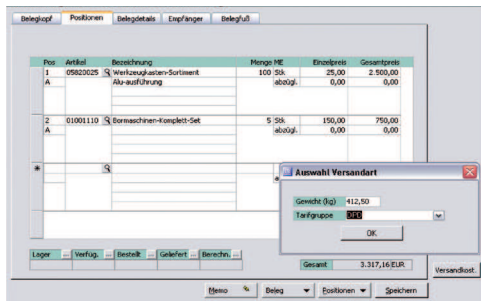 Belegkopf Positionen Belegdetails Empfänger Belegfuß
Pos Artikel Bezeichnung Menge ME Einzelpreis Gesamtpreis
1 05820025 Werkzeugkasten-Sortiment 100 Stk 25,00 2.500,00
A Alu-ausführung abzügl. 0,00 0,00
2 01001110 Bormaschinen-Komplett-Set 5 Stk 150,00 750,00
A abzügl. 0,00 0,00
*
Auswahl Versandart
Gewicht (kg) 412,50
Tarifgruppe DPD
OK
Lager ... Verfüg. ... Bestellt ... Geliefert ... Berechn. ...
Gesamt 3.317,16 EUR
Versandkost.
Memo Beleg Positionen Speichern